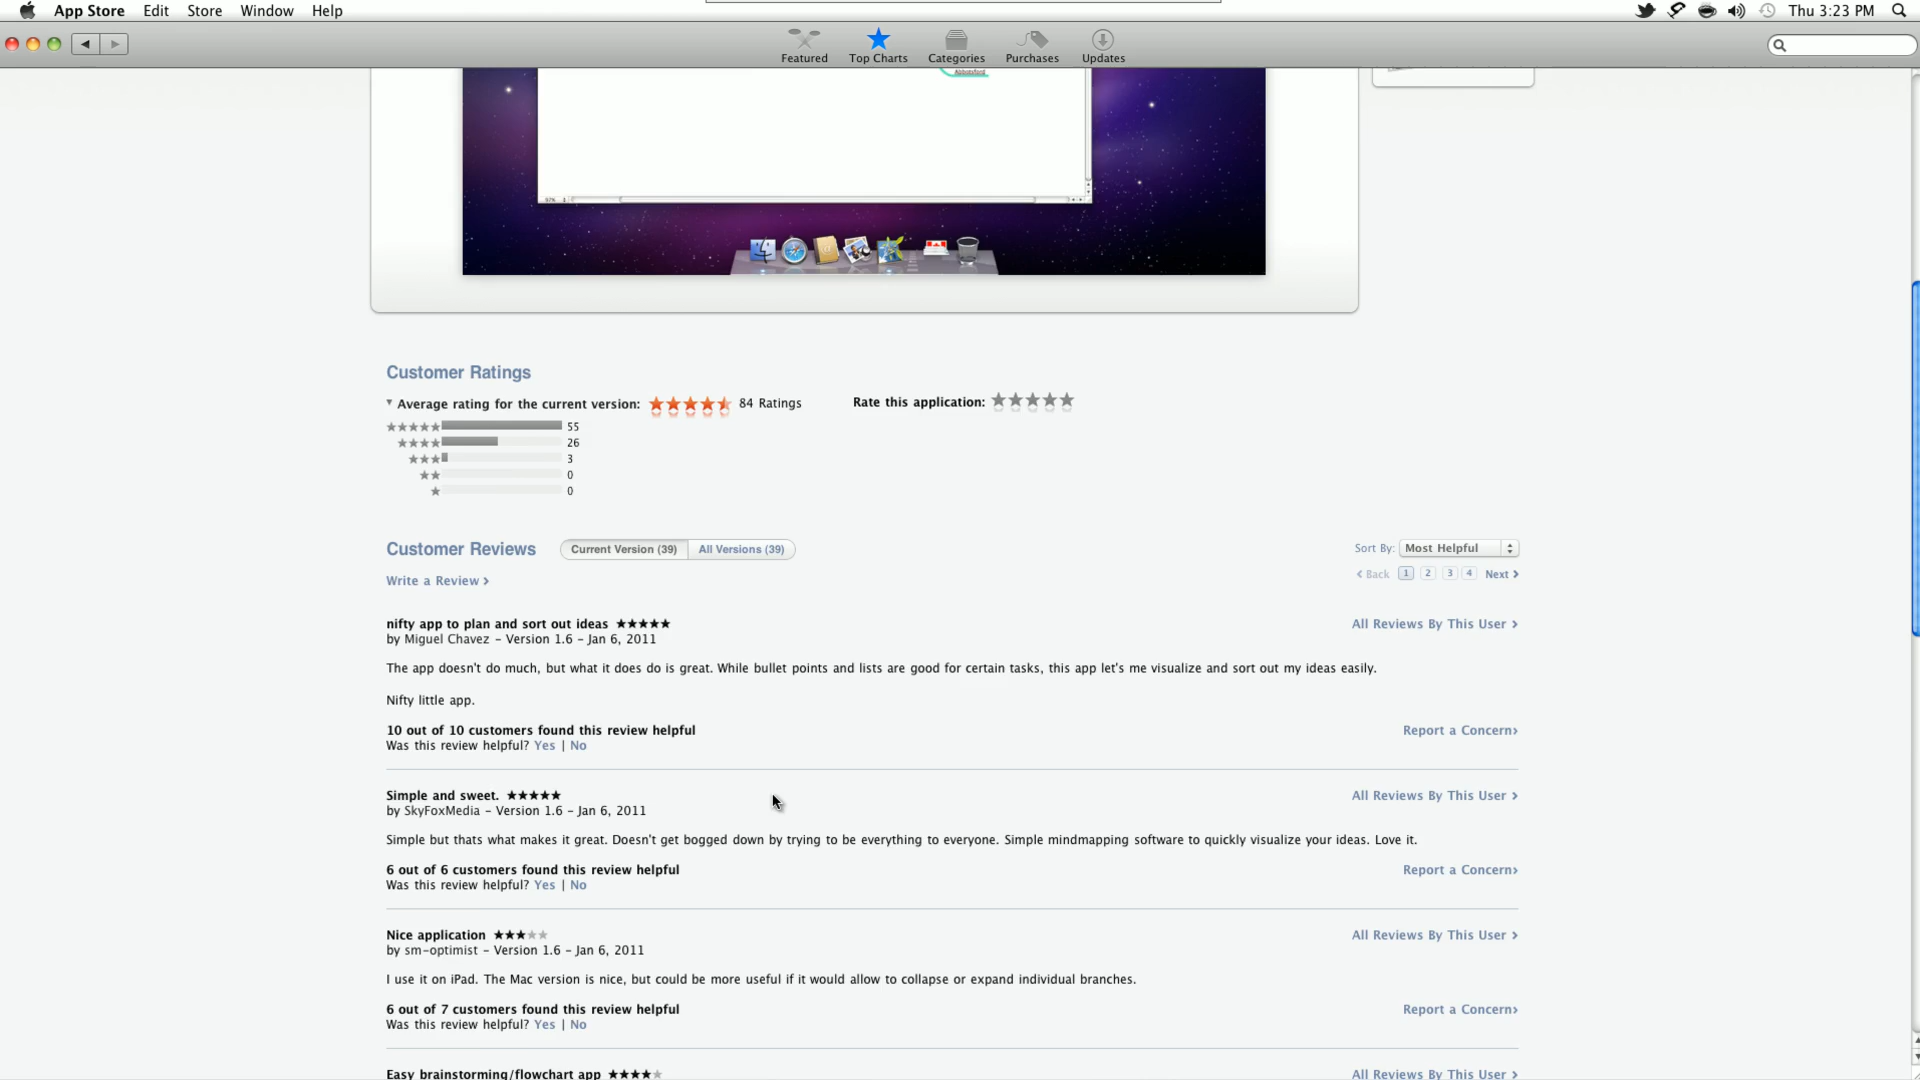 App Store Edit Store Window Help Thu 3:23 PM
Featured Top Charts Categories Purchases Updates
Customer Ratings
Average rating for the current version: 84 Ratings Rate this application:
55
26
3
0
0
Customer Reviews Current Version (39) All Versions (39) Sort By: Most Helpful
Write a Review › ‹ Back 1 2 3 4 Next ›
nifty app to plan and sort out ideas ★★★★★ All Reviews By This User ›
by Miguel Chavez – Version 1.6 – Jan 6, 2011
The app doesn't do much, but what it does do is great. While bullet points and lists are good for certain tasks, this app let's me visualize and sort out my ideas easily.
Nifty little app.
10 out of 10 customers found this review helpful Report a Concern›
Was this review helpful? Yes | No
Simple and sweet. ★★★★★ All Reviews By This User ›
by SkyFoxMedia – Version 1.6 – Jan 6, 2011
Simple but thats what makes it great. Doesn't get bogged down by trying to be everything to everyone. Simple mindmapping software to quickly visualize your ideas. Love it.
6 out of 6 customers found this review helpful Report a Concern›
Was this review helpful? Yes | No
Nice application ★★★☆☆ All Reviews By This User ›
by sm-optimist – Version 1.6 – Jan 6, 2011
I use it on iPad. The Mac version is nice, but could be more useful if it would allow to collapse or expand individual branches.
6 out of 7 customers found this review helpful Report a Concern›
Was this review helpful? Yes | No
Easy brainstorming/flowchart app ★★★★☆ All Reviews By This User ›